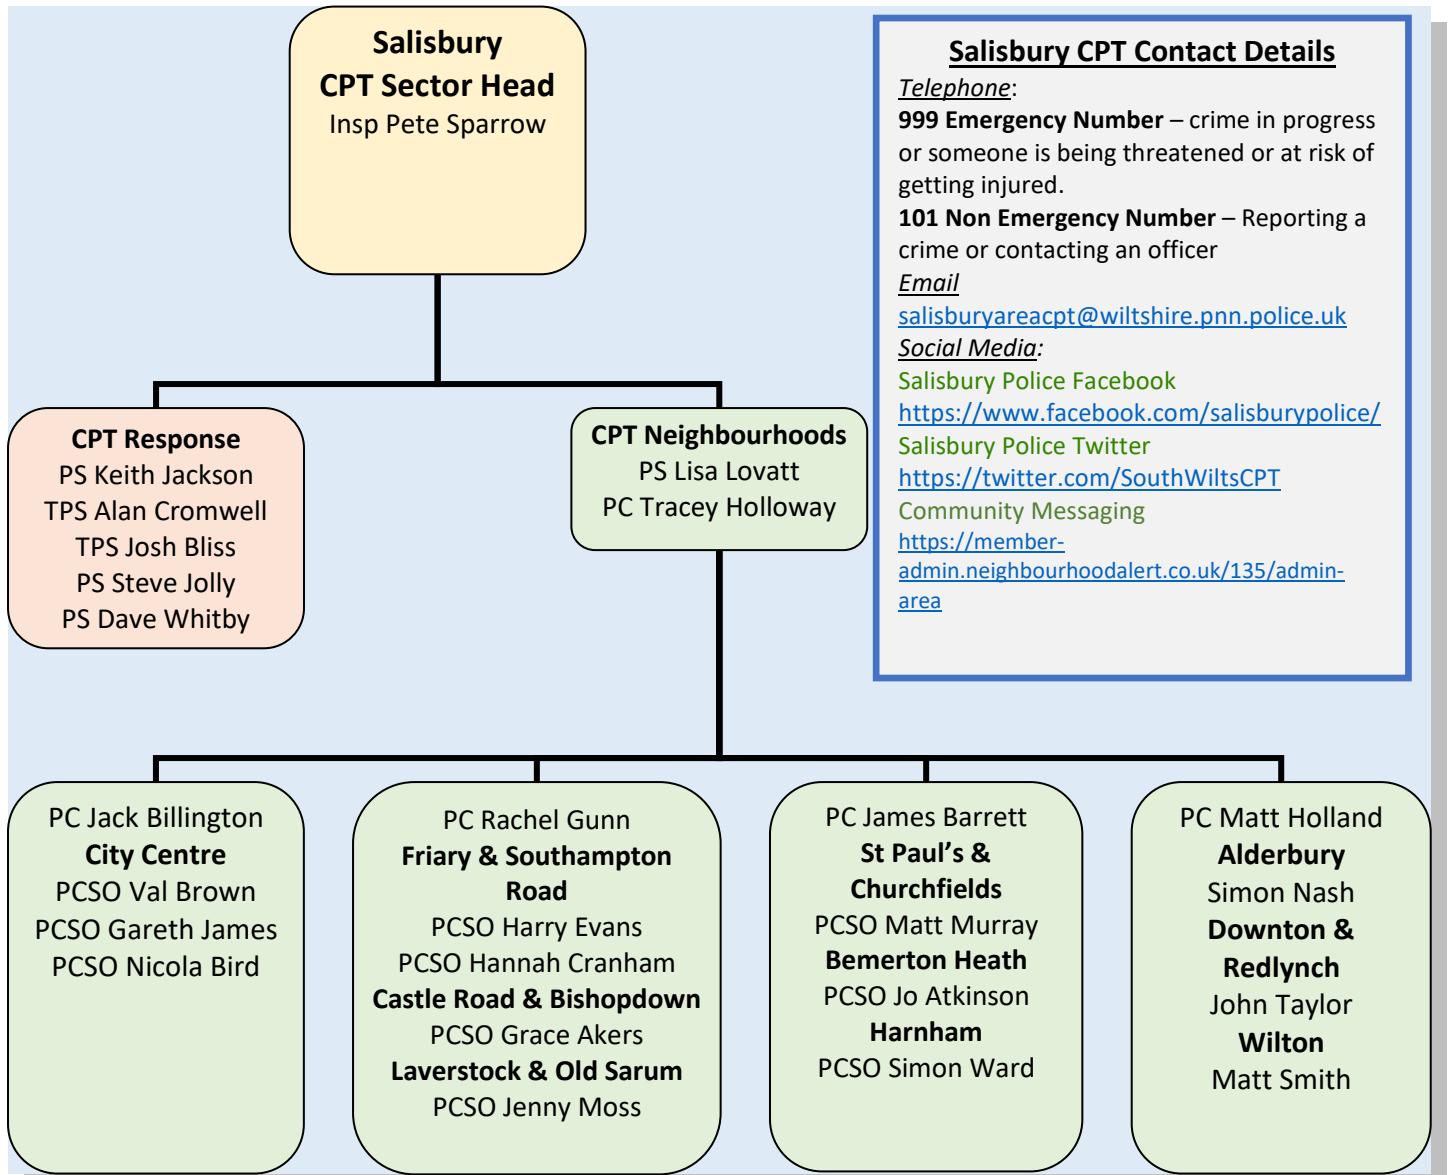 Salisbury
CPT Sector Head
Insp Pete Sparrow
Salisbury CPT Contact Details
Telephone:
999 Emergency Number – crime in progress
or someone is being threatened or at risk of
getting injured.
101 Non Emergency Number – Reporting a
crime or contacting an officer
Email
salisburyareacpt@wiltshire.pnn.police.uk
Social Media:
Salisbury Police Facebook
https://www.facebook.com/salisburypolice/
Salisbury Police Twitter
https://twitter.com/SouthWiltsCPT
Community Messaging
https://member-
admin.neighbourhoodalert.co.uk/135/admin-
area
CPT Response
PS Keith Jackson
TPS Alan Cromwell
TPS Josh Bliss
PS Steve Jolly
PS Dave Whitby
CPT Neighbourhoods
PS Lisa Lovatt
PC Tracey Holloway
PC Jack Billington
City Centre
PCSO Val Brown
PCSO Gareth James
PCSO Nicola Bird
PC Rachel Gunn
Friary & Southampton
Road
PCSO Harry Evans
PCSO Hannah Cranham
Castle Road & Bishopdown
PCSO Grace Akers
Laverstock & Old Sarum
PCSO Jenny Moss
PC James Barrett
St Paul’s &
Churchfields
PCSO Matt Murray
Bemerton Heath
PCSO Jo Atkinson
Harnham
PCSO Simon Ward
PC Matt Holland
Alderbury
Simon Nash
Downton &
Redlynch
John Taylor
Wilton
Matt Smith